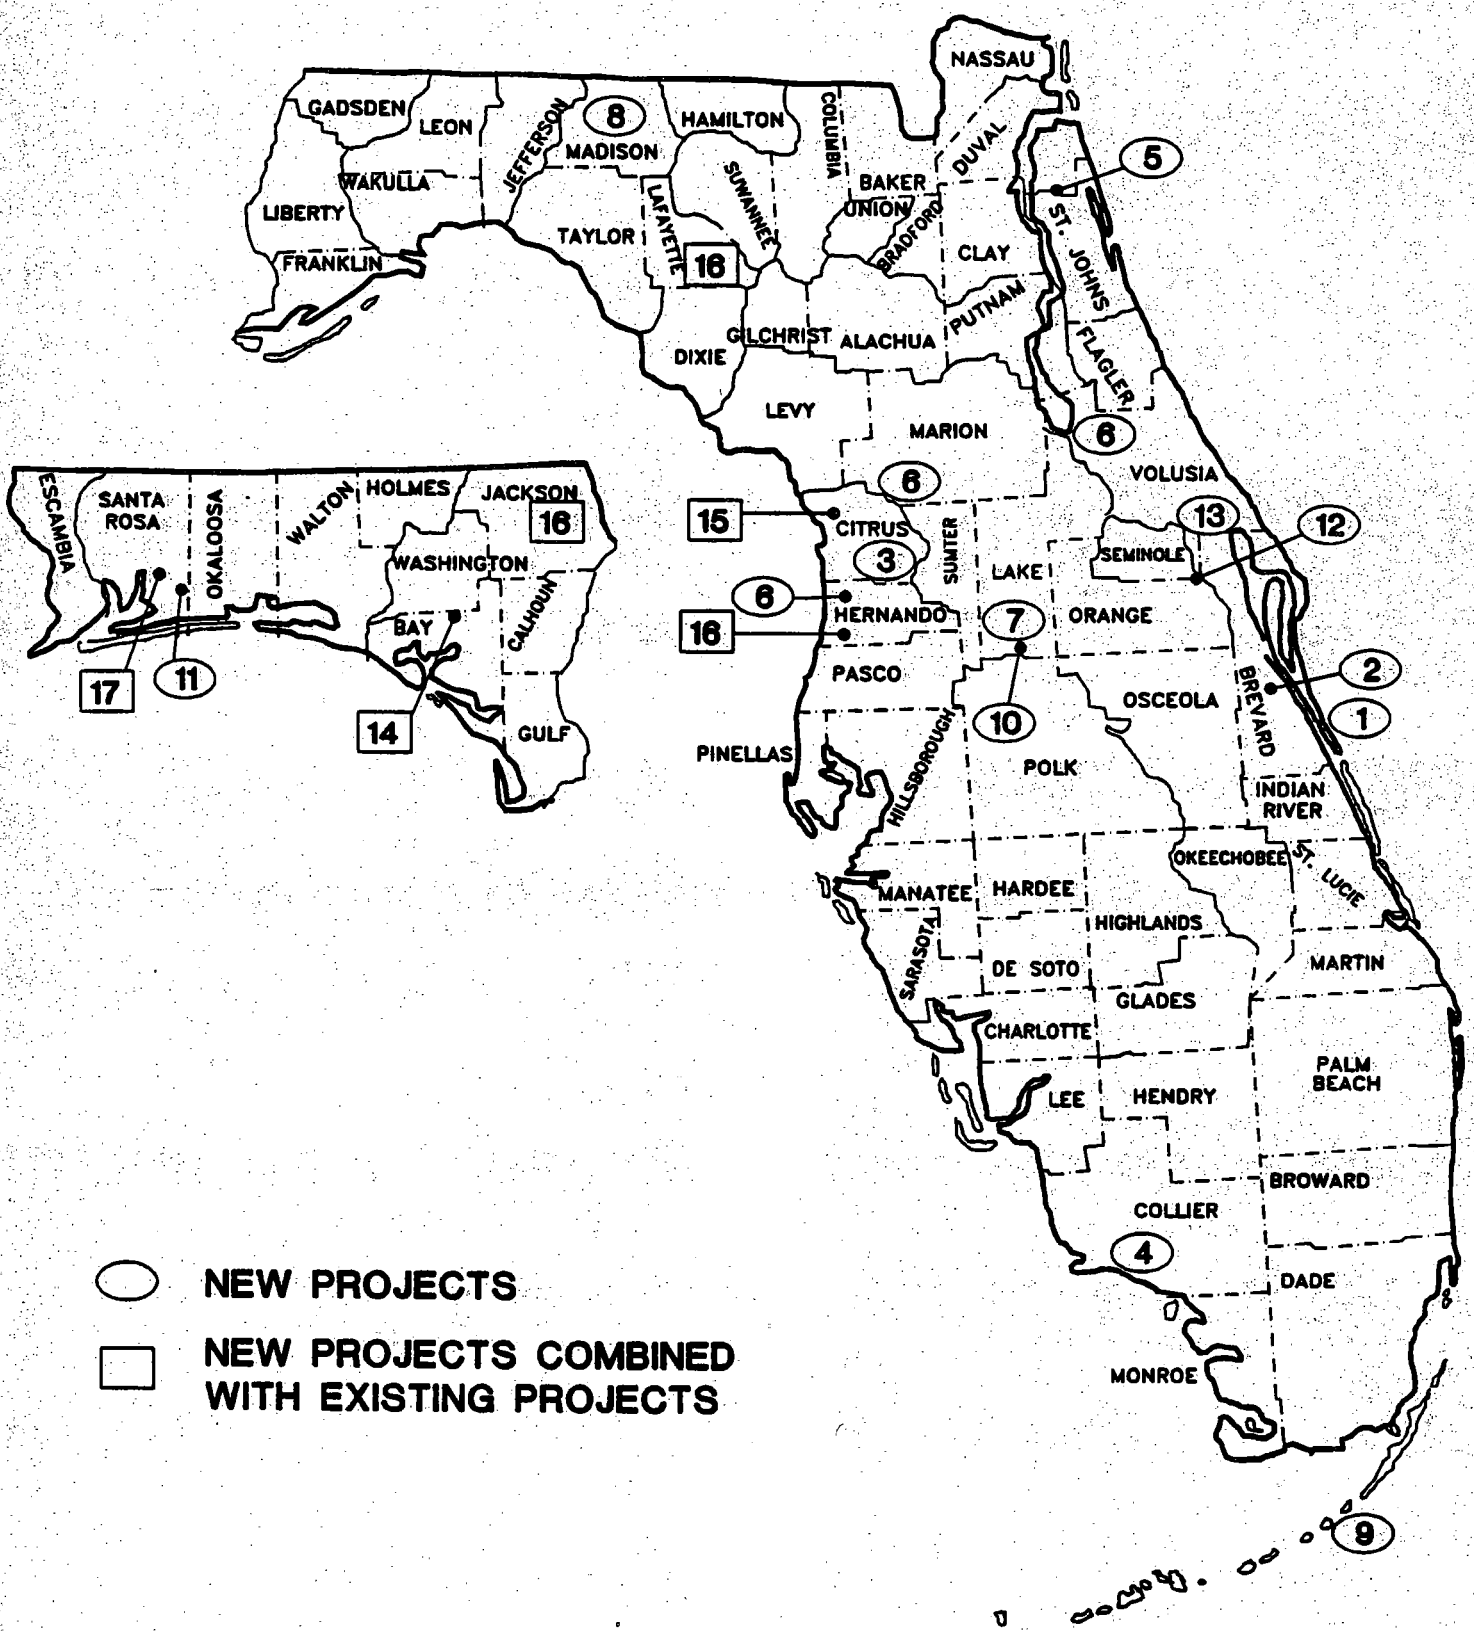 NASSAU
GADSDEN
LEON
JEFFERSON
8
MADISON
HAMILTON
COLUMBIA
BAKER
DUVAL
5
WAKULLA
LIBERTY
FRANKLIN
TAYLOR
LAFAYETTE
16
SUWANNEE
UNION
BRADFORD
CLAY
ST. JOHNS
PUTNAM
GILCHRIST
ALACHUA
DIXIE
FLAGLER
LEVY
MARION
6
VOLUSIA
6
ESCAMBIA
SANTA
ROSA
OKALOOSA
WALTON
HOLMES
JACKSON
16
WASHINGTON
CALHOUN
BAY
GULF
17
11
14
15
CITRUS
3
SUMTER
LAKE
SEMINOLE
13
12
6
HERNANDO
16
7
ORANGE
PASCO
10
OSCEOLA
BREVARD
2
1
PINELLAS
HILLSBOROUGH
POLK
INDIAN
RIVER
OKEECHOBEE
ST. LUCIE
MANATEE
HARDEE
HIGHLANDS
SARASOTA
DE SOTO
MARTIN
GLADES
CHARLOTTE
PALM
BEACH
LEE
HENDRY
BROWARD
COLLIER
4
DADE
MONROE
9
NEW PROJECTS
NEW PROJECTS COMBINED
WITH EXISTING PROJECTS